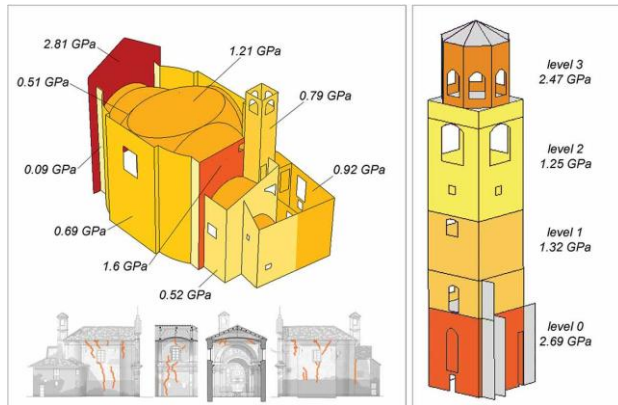 2.81 GPa
1.21 GPa
0.51 GPa
0.79 GPa
0.09 GPa
0.92 GPa
0.69 GPa
1.6 GPa
0.52 GPa
level 3
2.47 GPa
level 2
1.25 GPa
level 1
1.32 GPa
level 0
2.69 GPa